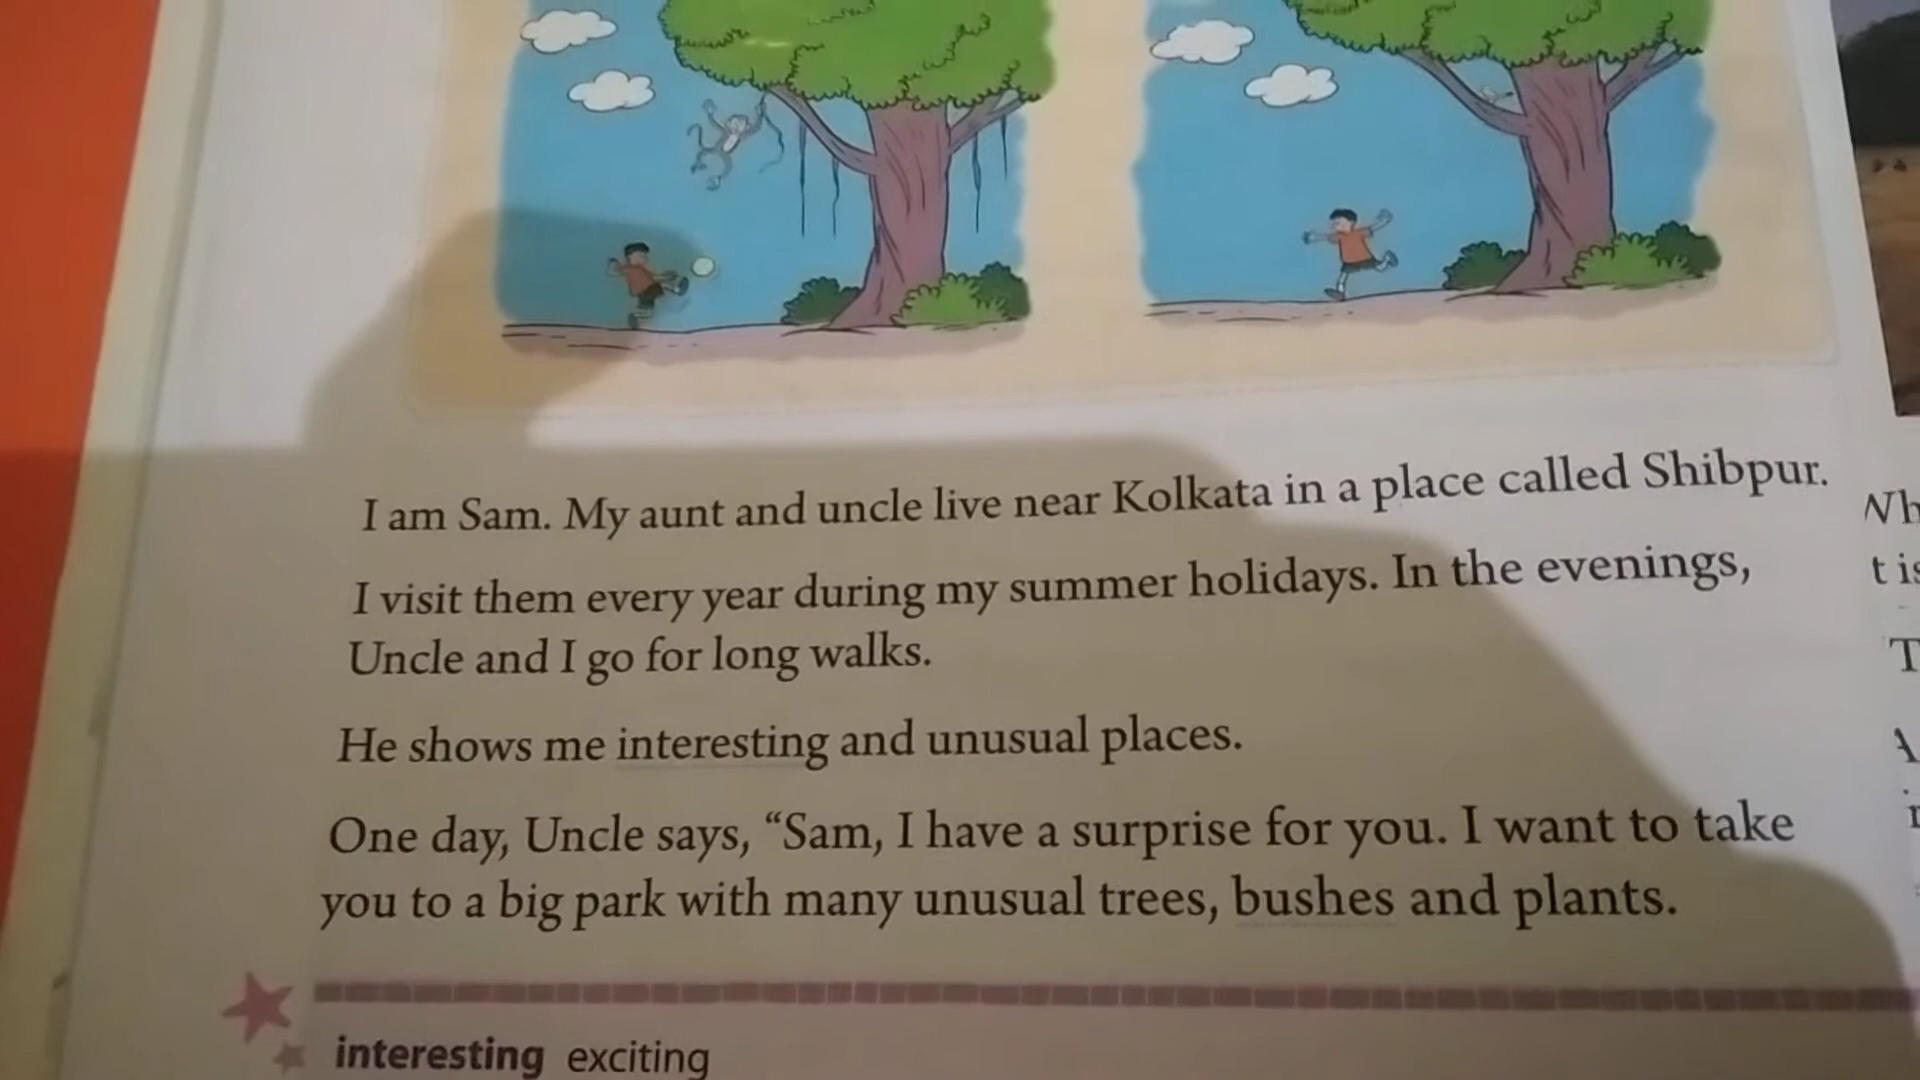 I am Sam. My aunt and uncle live near Kolkata in a place called Shibpur.
I visit them every year during my summer holidays. In the evenings,
Uncle and I go for long walks.
He shows me interesting and unusual places.
One day, Uncle says, “Sam, I have a surprise for you. I want to take
you to a big park with many unusual trees, bushes and plants.
interesting exciting